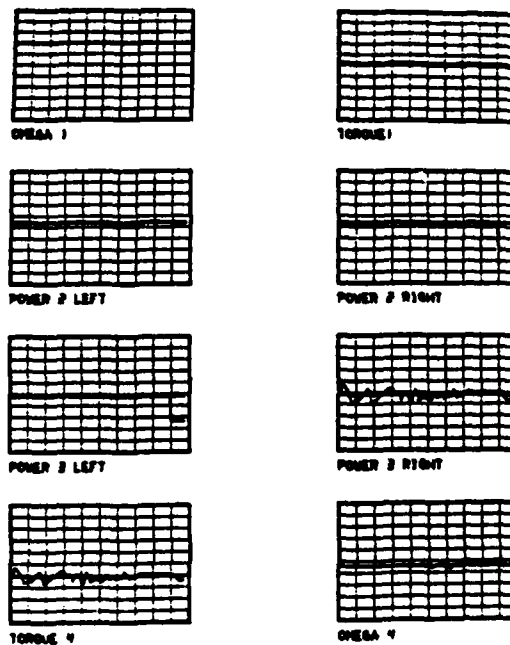 OMEGA 1
TORQUE 1
POWER 2 LEFT
POWER 2 RIGHT
POWER 3 LEFT
POWER 3 RIGHT
TORQUE 4
OMEGA 4